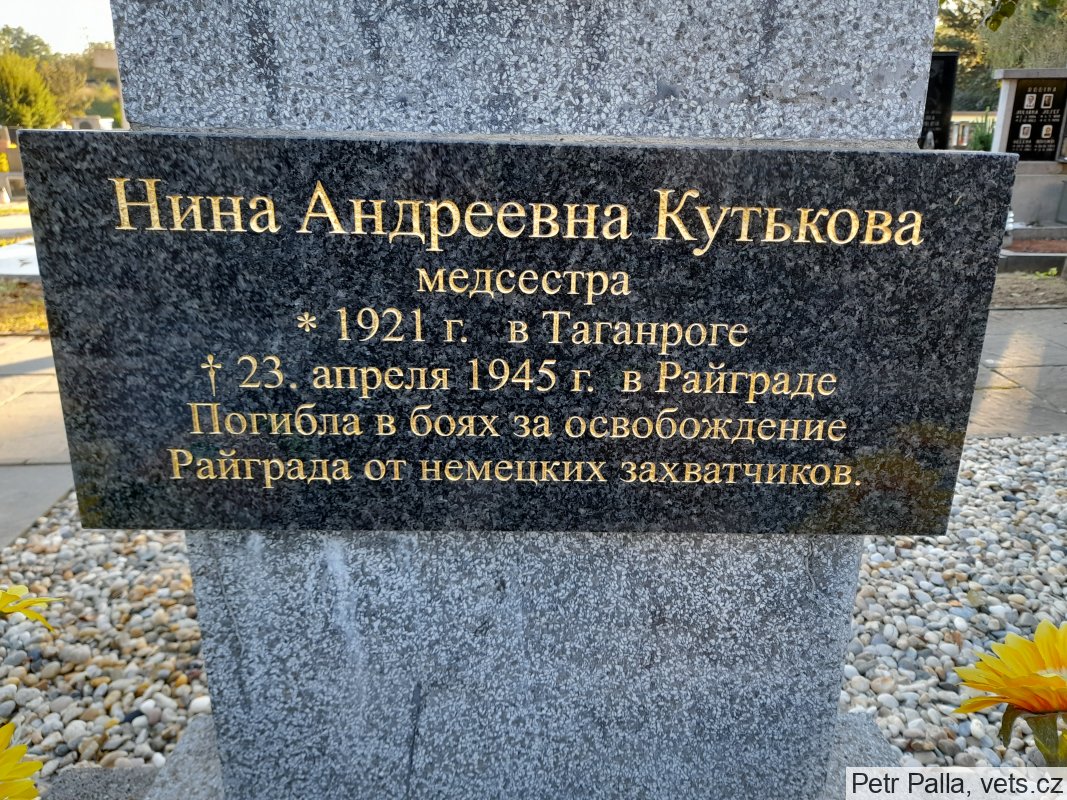 Нина Андреевна Кутькова
медсестра
* 1921 г. в Таганроге
† 23. апреля 1945 г. в Райграде
Погибла в боях за освобождение
Райграда от немецких захватчиков.
Petr Palla, vets.cz